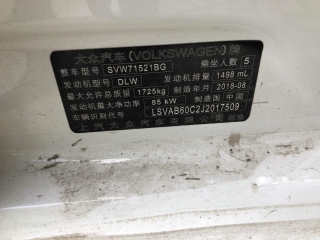 大众汽车(VOLKSWAGEN)牌
整车型号 SVW71521BG 乘坐人数 5
发动机型号 DLW 发动机排量 1498 mL
最大允许总质量 1725kg 制造年月 2018-08
发动机最大净功率 85 kW 制造国 中国
车辆识别代号 LSVAB60C2J2017509